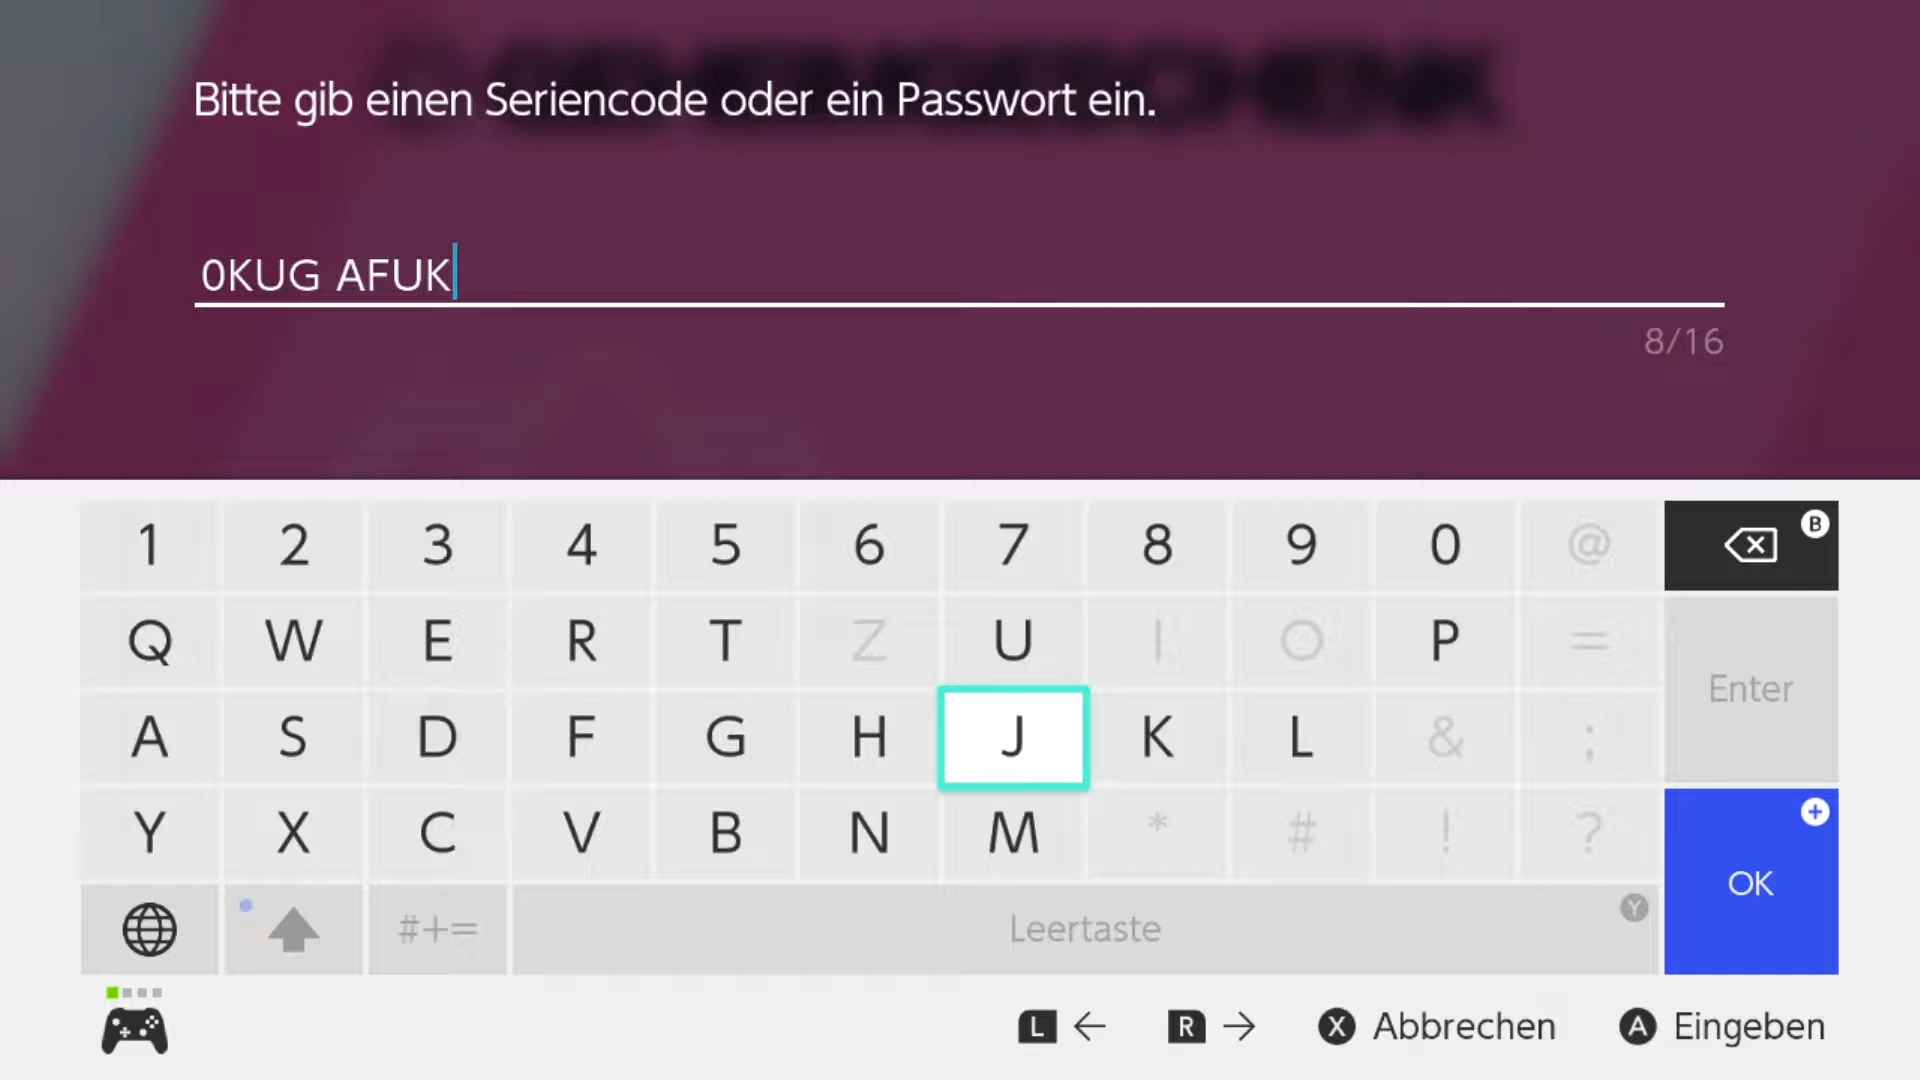 Bitte gib einen Seriencode oder ein Passwort ein.
0KUG AFUK
8/16
1 2 3 4 5 6 7 8 9 0 @ B
Q W E R T Z U I O P =
Enter
A S D F G H J K L & ;
Y X C V B N M * # ! ? +
OK
#+= Leertaste Y
L ← R → X Abbrechen A Eingeben